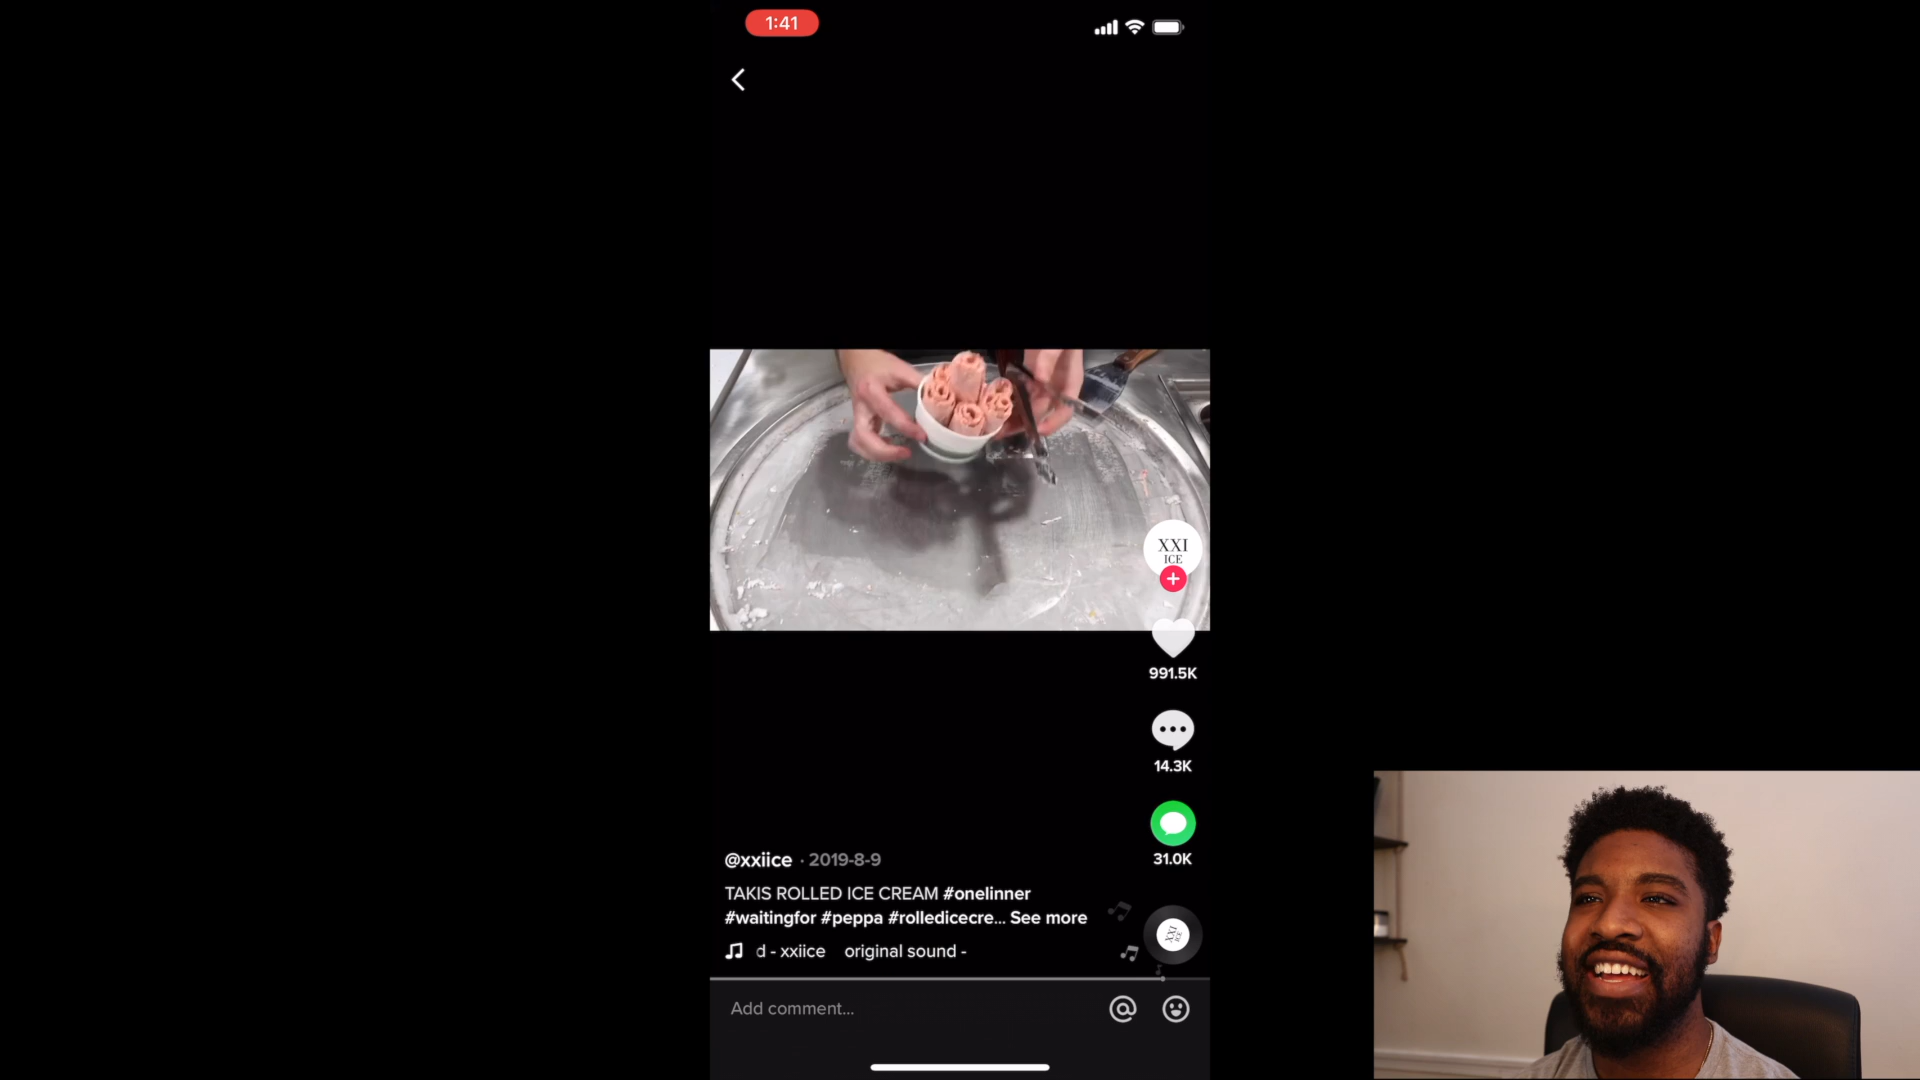 1:41
XXI
ICE
991.5K
14.3K
31.0K
@xxiice · 2019-8-9
TAKIS ROLLED ICE CREAM #onelinner
#waitingfor #peppa #rolledicecre... See more
d - xxiice original sound -
Add comment...